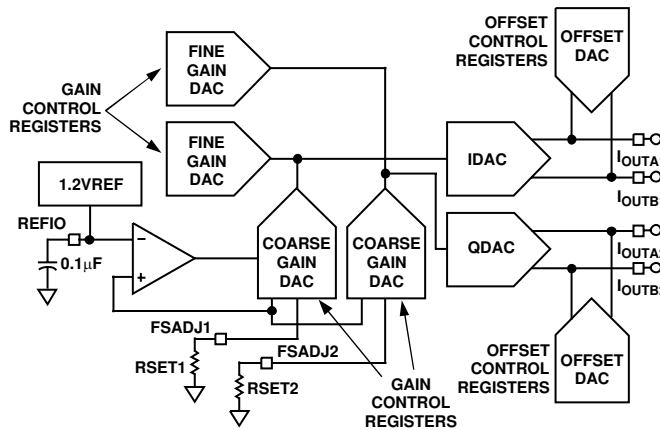 FINE
GAIN
DAC
OFFSET
CONTROL
REGISTERS
OFFSET
DAC
GAIN
CONTROL
REGISTERS
FINE
GAIN
DAC
IDAC
IOUTA1
IOUTB1
1.2VREF
REFIO
0.1µF
−
+
COARSE
GAIN
DAC
COARSE
GAIN
DAC
QDAC
IOUTA2
IOUTB2
FSADJ1
RSET1
FSADJ2
RSET2
GAIN
CONTROL
REGISTERS
OFFSET
CONTROL
REGISTERS
OFFSET
DAC